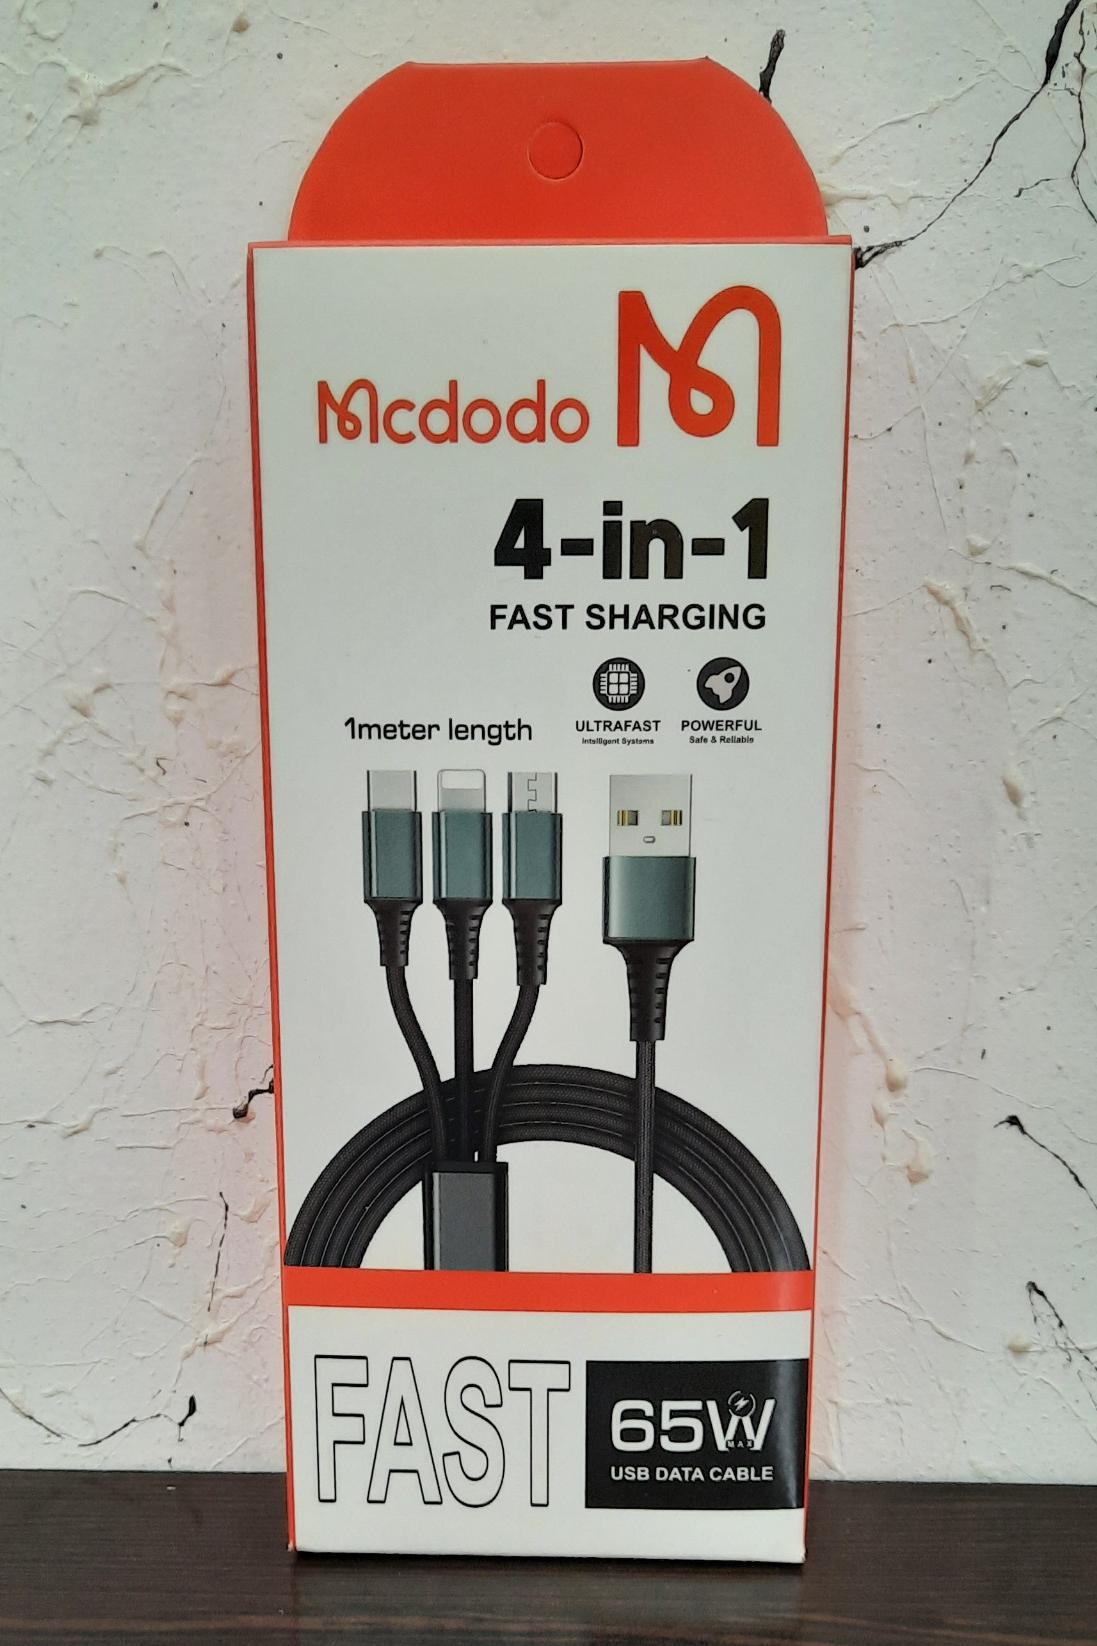 Mcdodo
4-in-1
FAST SHARGING
ULTRAFAST
Intelligent Systems
POWERFUL
Safe & Reliable
1meter length
FAST
65W
MAX
USB DATA CABLE